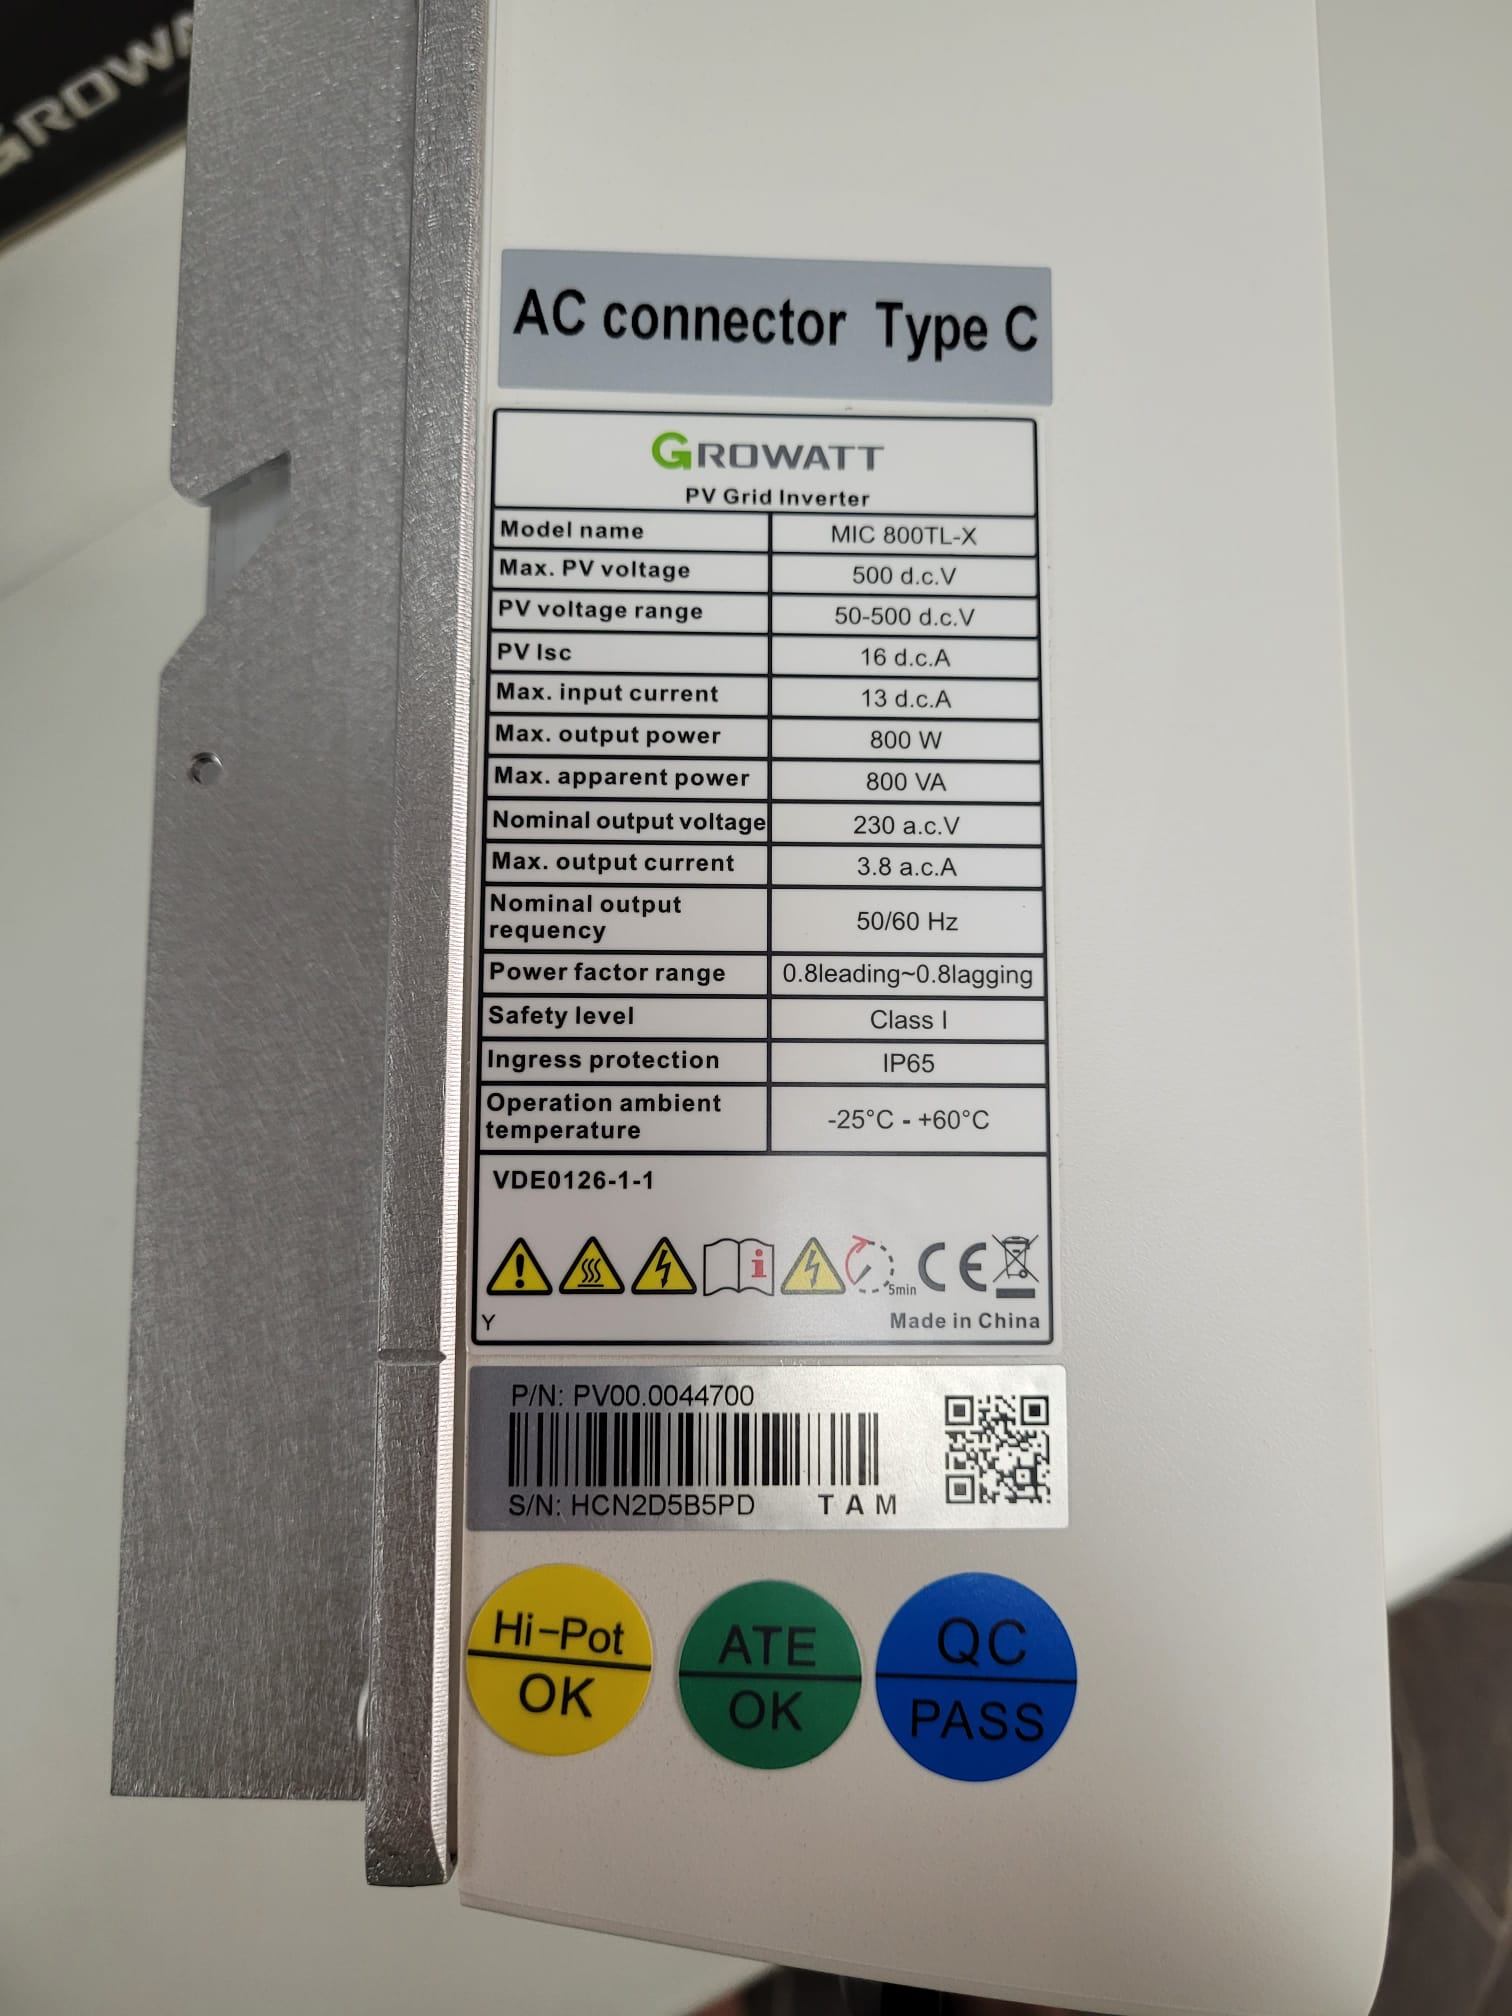 GROWA
AC connector Type C
GROWATT
PV Grid Inverter
Model name MIC 800TL-X
Max. PV voltage 500 d.c.V
PV voltage range 50-500 d.c.V
PV Isc 16 d.c.A
Max. input current 13 d.c.A
Max. output power 800 W
Max. apparent power 800 VA
Nominal output voltage 230 a.c.V
Max. output current 3.8 a.c.A
Nominal output
requency 50/60 Hz
Power factor range 0.8leading~0.8lagging
Safety level Class I
Ingress protection IP65
Operation ambient
temperature -25°C - +60°C
VDE0126-1-1
5min CE
Y Made in China
P/N: PV00.0044700
S/N: HCN2D5B5PD T A M
Hi-Pot
OK
ATE
OK
QC
PASS